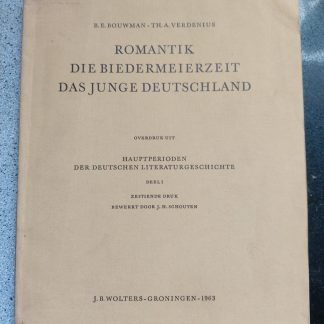 B. E. BOUWMAN - TH. A. VERDENIUS
ROMANTIK
DIE BIEDERMEIERZEIT
DAS JUNGE DEUTSCHLAND
OVERDRUK UIT
HAUPTPERIODEN
DER DEUTSCHEN LITERATURGESCHICHTE
DEEL I
ZESTIENDE DRUK
BEWERKT DOOR J. H. SCHOUTEN
J. B. WOLTERS - GRONINGEN - 1963